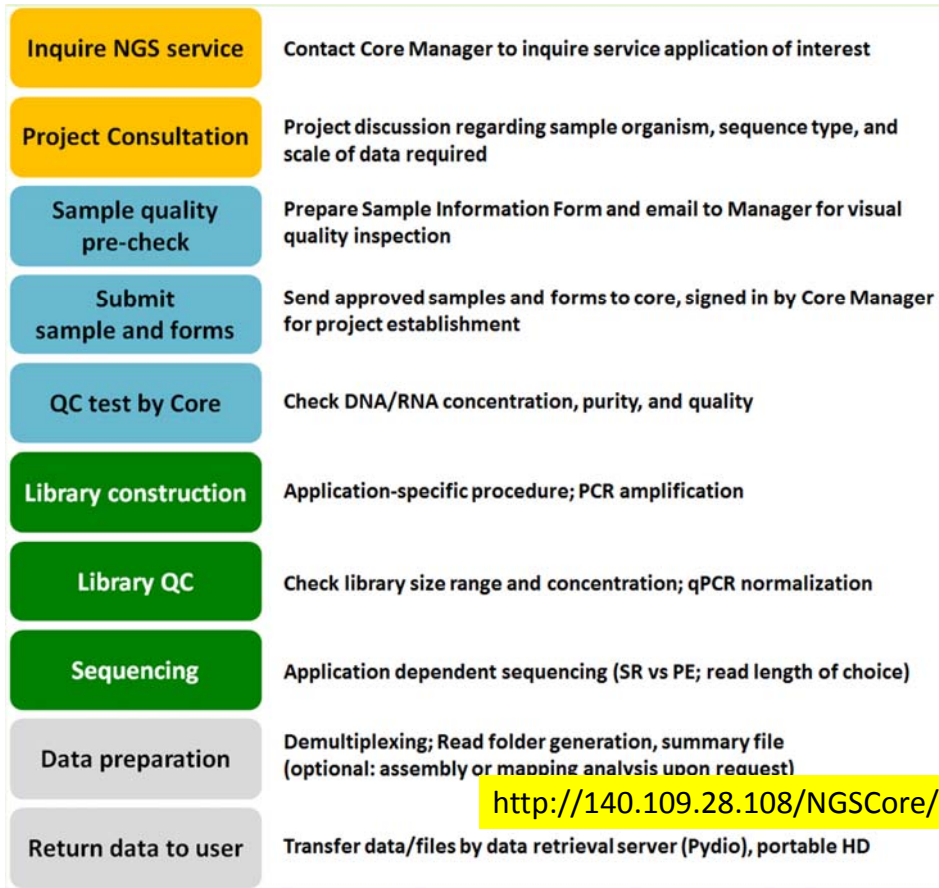 Inquire NGS service
Contact Core Manager to inquire service application of interest
Project Consultation
Project discussion regarding sample organism, sequence type, and
scale of data required
Sample quality
pre-check
Prepare Sample Information Form and email to Manager for visual
quality inspection
Submit
sample and forms
Send approved samples and forms to core, signed in by Core Manager
for project establishment
QC test by Core
Check DNA/RNA concentration, purity, and quality
Library construction
Application-specific procedure; PCR amplification
Library QC
Check library size range and concentration; qPCR normalization
Sequencing
Application dependent sequencing (SR vs PE; read length of choice)
Data preparation
Demultiplexing; Read folder generation, summary file
(optional: assembly or mapping analysis upon request)
http://140.109.28.108/NGSCore/
Return data to user
Transfer data/files by data retrieval server (Pydio), portable HD